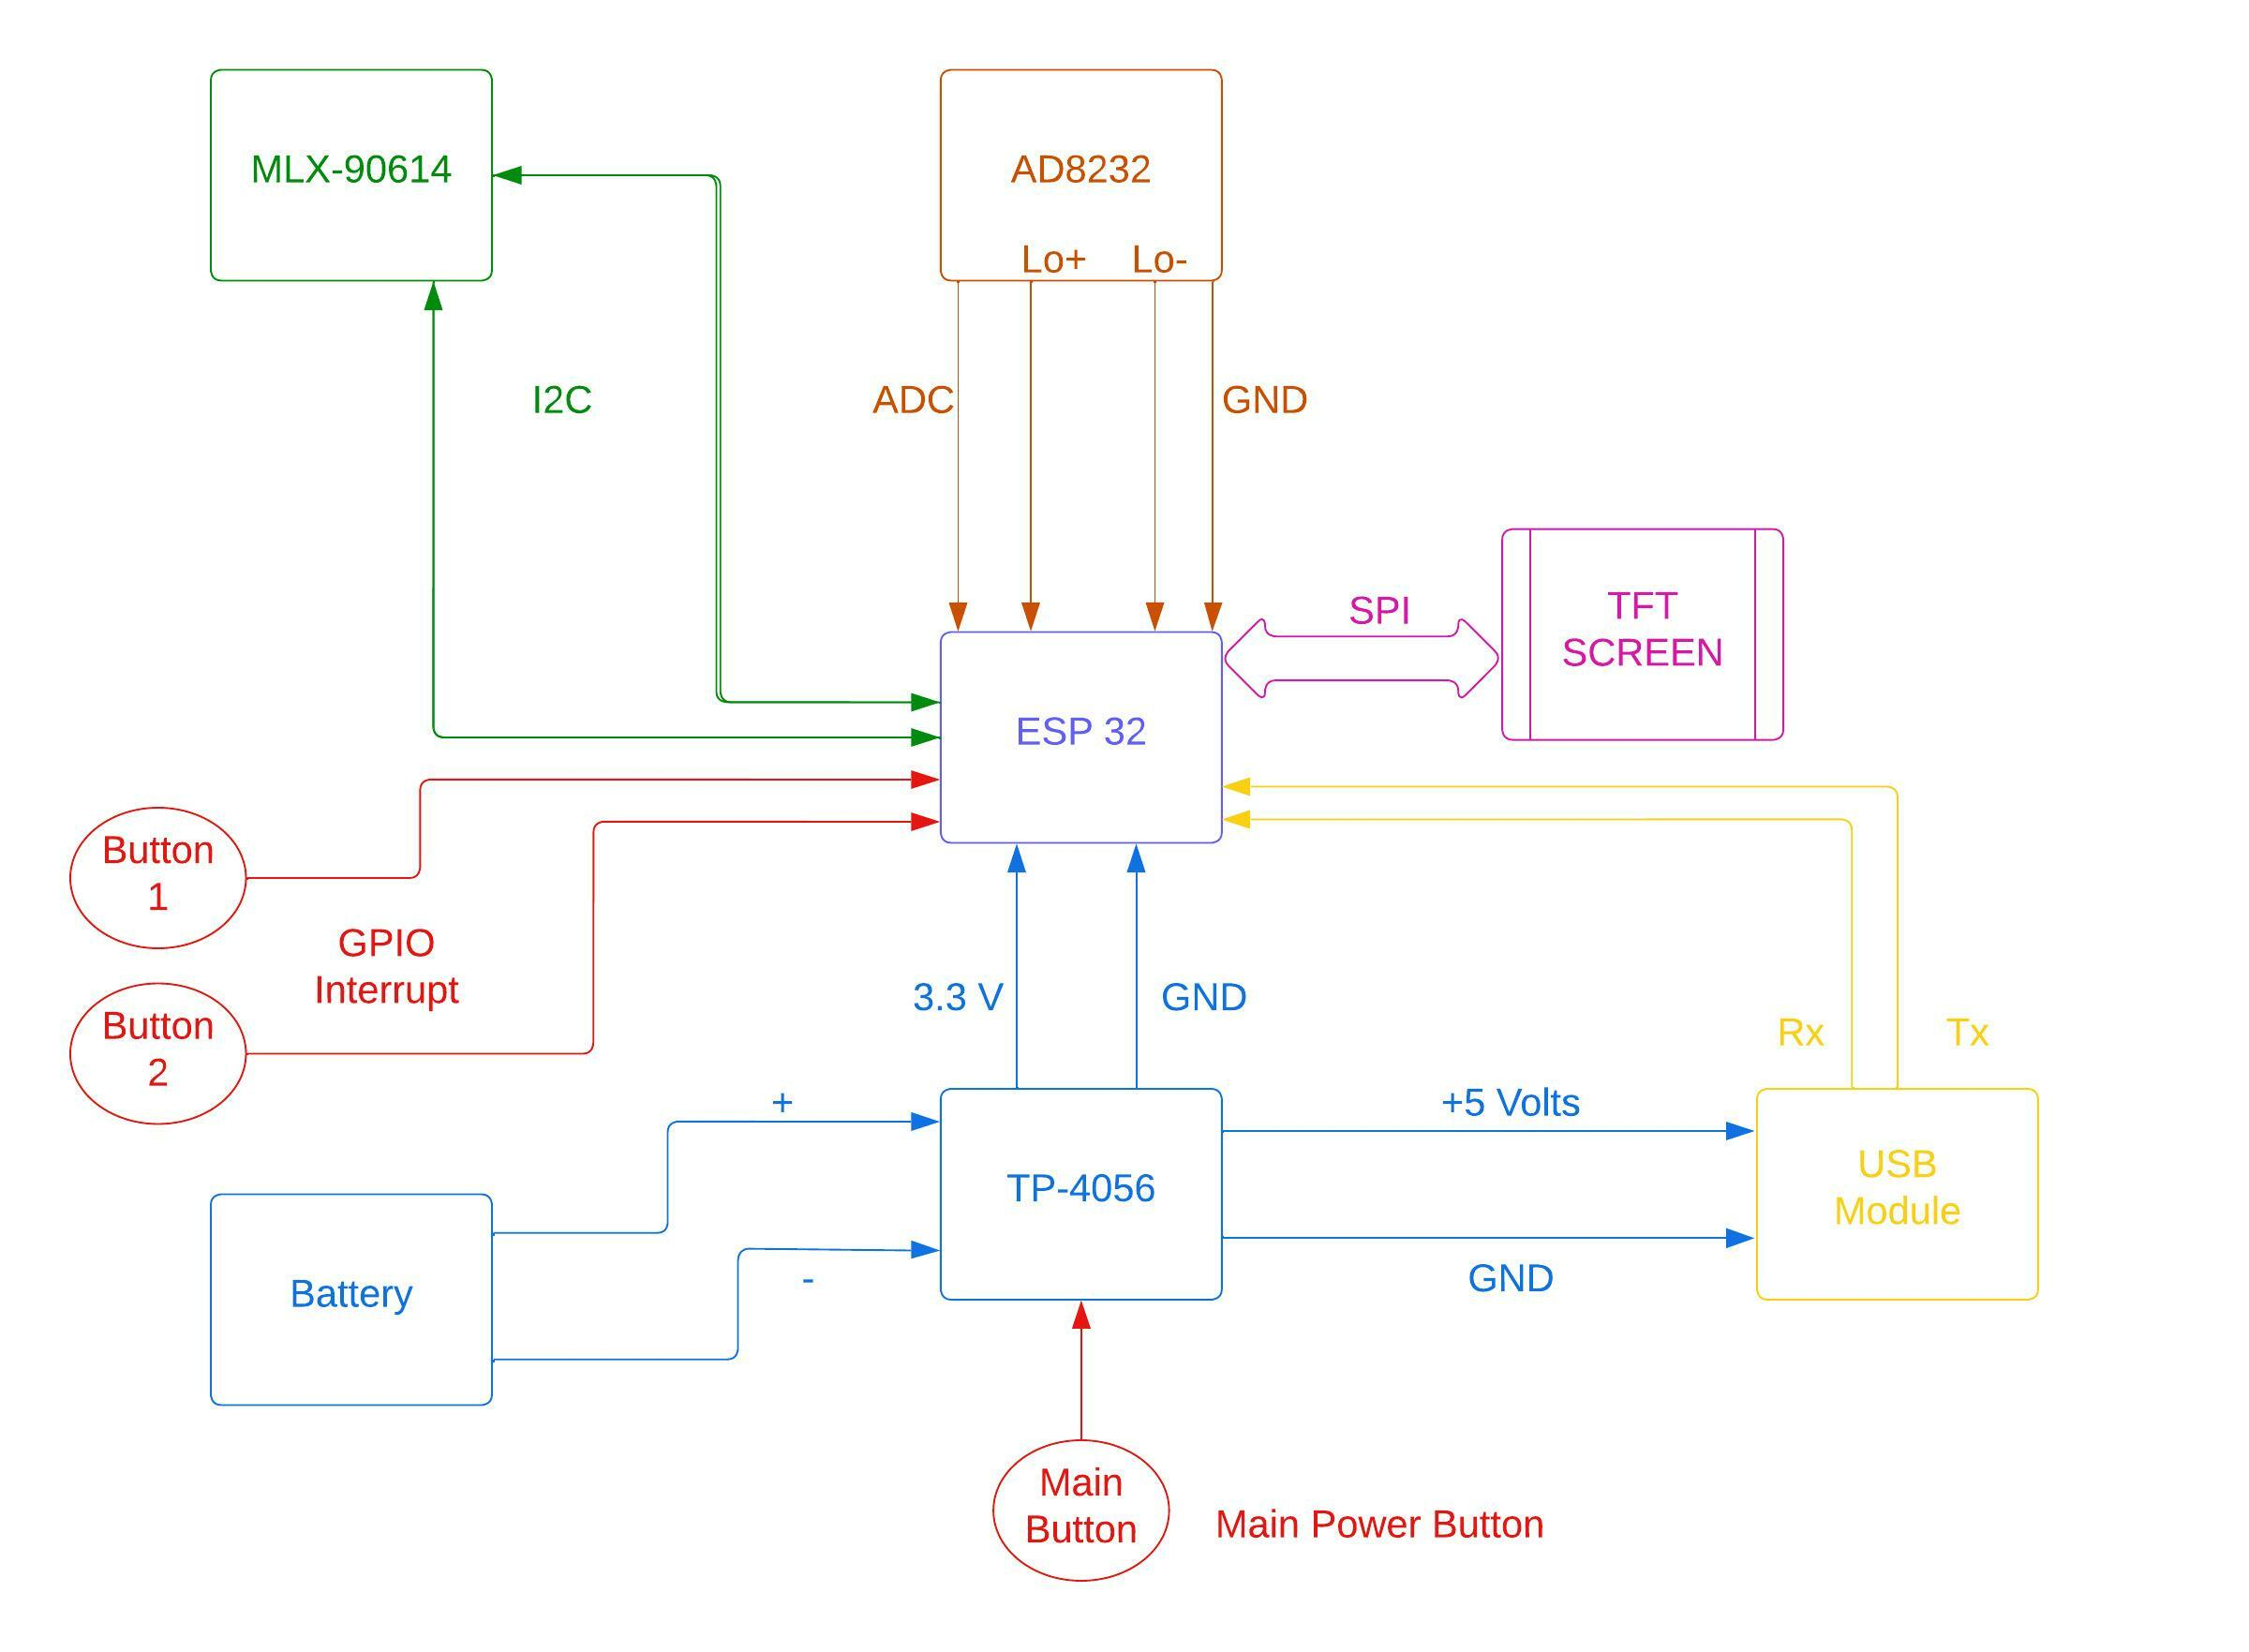 MLX-90614
AD8232
Lo+ Lo-
I2C
ADC
GND
SPI
TFT
SCREEN
ESP 32
Button
1
GPIO
Interrupt
Button
2
3.3 V
GND
Rx
Tx
+
+5 Volts
TP-4056
USB
Module
Battery
-
GND
Main
Button
Main Power Button